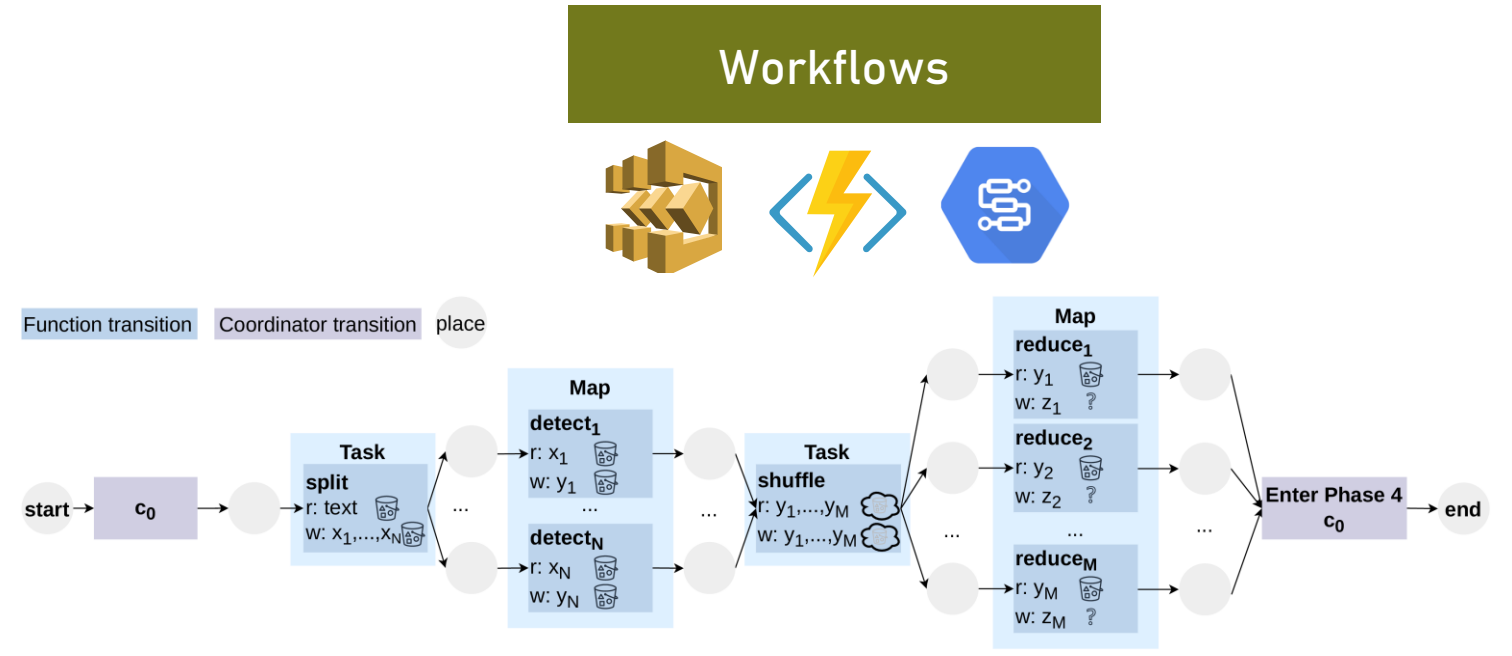 Workflows
Function transition
Coordinator transition
place
start
c0
Task
split
r: text
w: x1,...,xN
...
Map
detect1
r: x1
w: y1
...
detectN
r: xN
w: yN
...
Task
shuffle
r: y1,...,yM
w: y1,...,yM
...
Map
reduce1
r: y1
w: z1 ?
reduce2
r: y2
w: z2 ?
...
reduceM
r: yM
w: zM ?
...
Enter Phase 4
c0
end